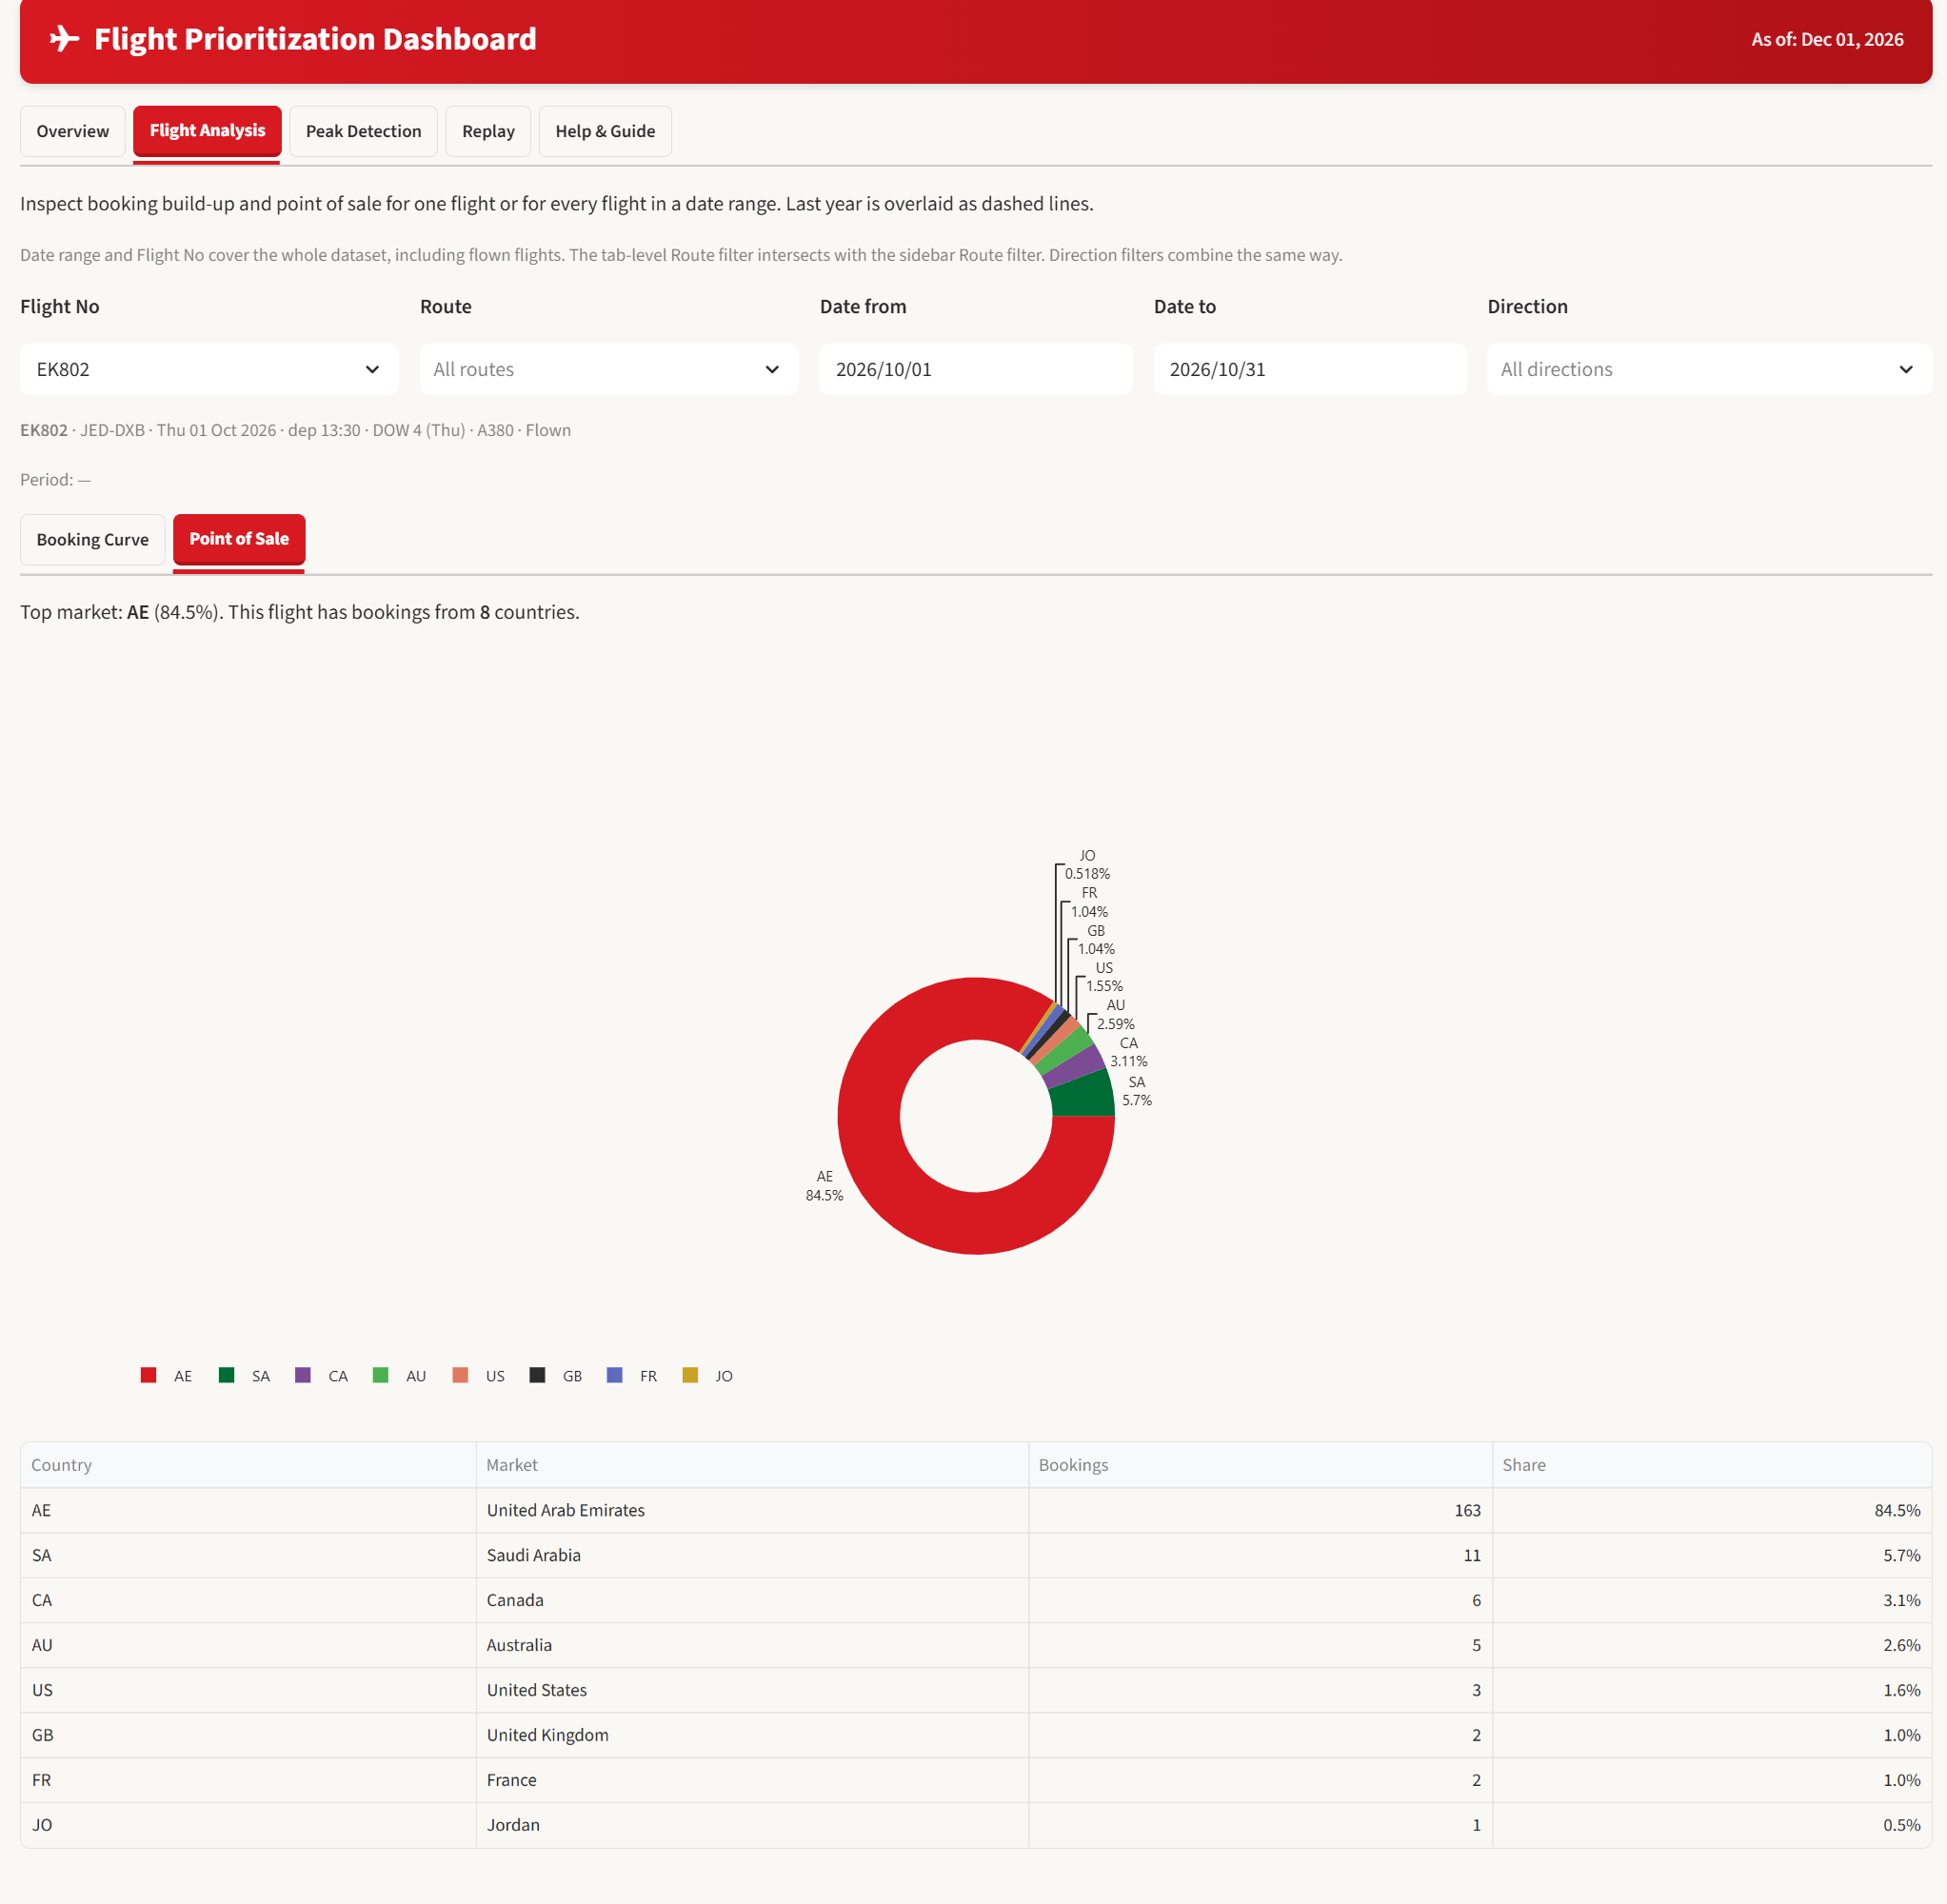 Flight Prioritization Dashboard
As of: Dec 01, 2026
Overview Flight Analysis Peak Detection Replay Help & Guide
Inspect booking build-up and point of sale for one flight or for every flight in a date range. Last year is overlaid as dashed lines.
Date range and Flight No cover the whole dataset, including flown flights. The tab-level Route filter intersects with the sidebar Route filter. Direction filters combine the same way.
Flight No Route Date from Date to Direction
EK802 All routes 2026/10/01 2026/10/31 All directions
EK802 · JED-DXB · Thu 01 Oct 2026 · dep 13:30 · DOW 4 (Thu) · A380 · Flown
Period: —
Booking Curve Point of Sale
Top market: AE (84.5%). This flight has bookings from 8 countries.
JO
0.518%
FR
1.04%
GB
1.04%
US
1.55%
AU
2.59%
CA
3.11%
SA
5.7%
AE
84.5%
AE SA CA AU US GB FR JO
Country Market Bookings Share
AE United Arab Emirates 163 84.5%
SA Saudi Arabia 11 5.7%
CA Canada 6 3.1%
AU Australia 5 2.6%
US United States 3 1.6%
GB United Kingdom 2 1.0%
FR France 2 1.0%
JO Jordan 1 0.5%